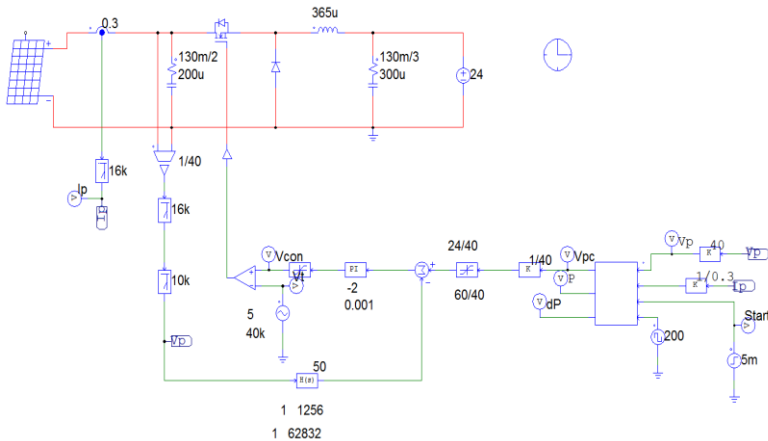 0.3
365u
130m/2
200u
130m/3
300u
24
1/40
16k
Ip
16k
24/40
1/40
Vp
40
Vp
Vcon
Vpc
1/0.3
Ip
10k
Vt
PI
K
K
K
P
-2
0.001
60/40
Start
5
40k
dP
200
5m
Vp
H(s)
50
1 1256
1 62832